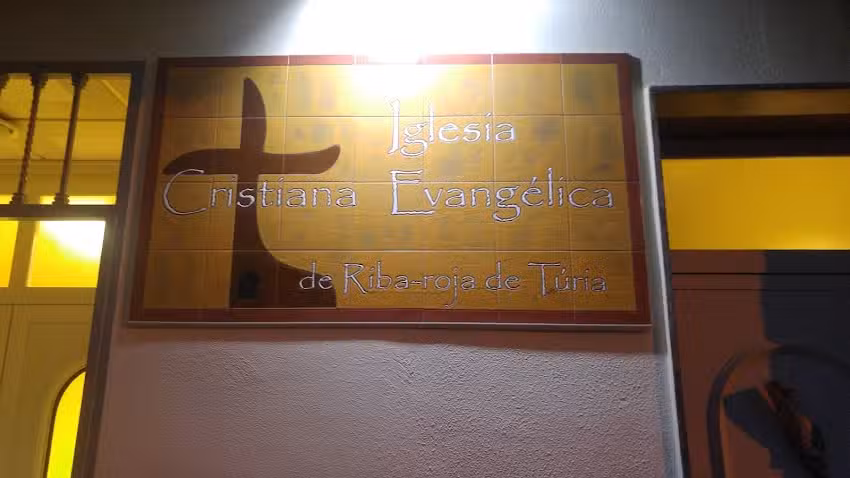 Iglesia
Cristiana Evangélica
de Riba-roja de Túria